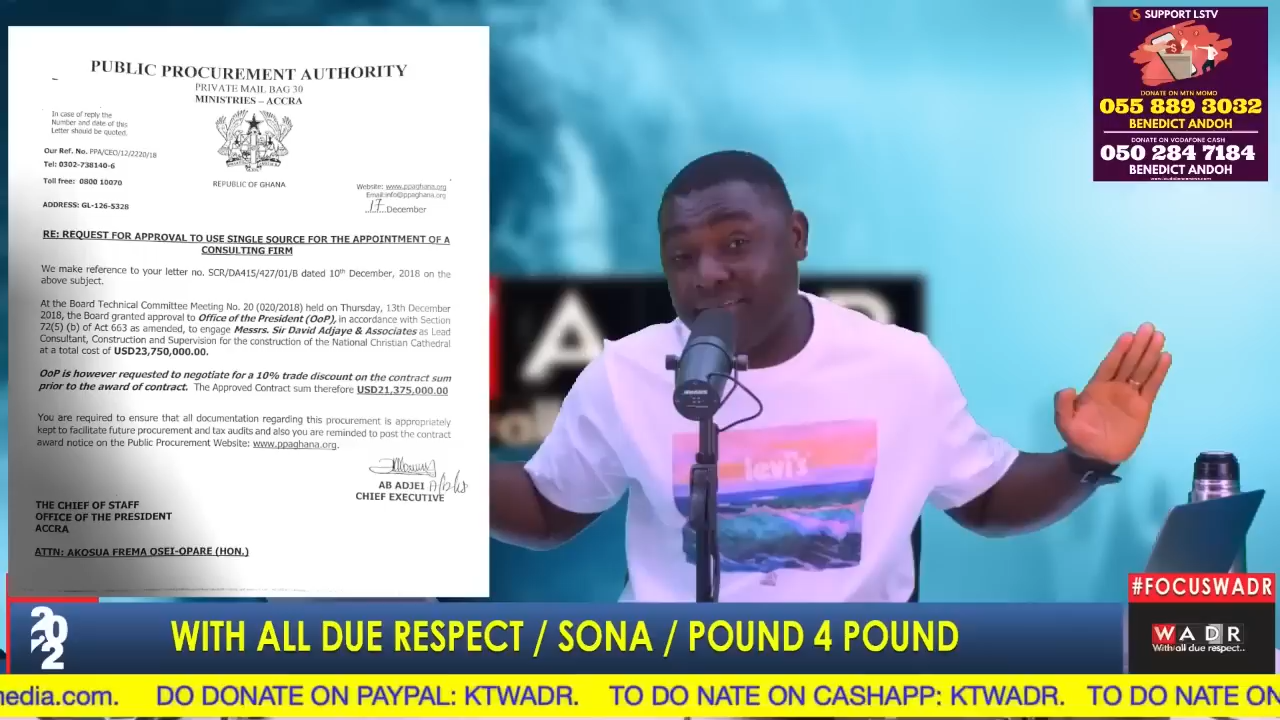 PUBLIC PROCUREMENT AUTHORITY
PRIVATE MAIL BAG 30
MINISTRIES – ACCRA
In case of reply the
Number and date of this
Letter should be quoted.
Our Ref. No. PPA/CEO/12/2220/18
Tel: 0302-738140-6
Toll free: 0800 10070
ADDRESS: GL-126-5328
REPUBLIC OF GHANA
Website: www.ppaghana.org
Email:info@ppaghana.org
17 December
RE: REQUEST FOR APPROVAL TO USE SINGLE SOURCE FOR THE APPOINTMENT OF A
CONSULTING FIRM
We make reference to your letter no. SCR/DA415/427/01/B dated 10th December, 2018 on the
above subject.
At the Board Technical Committee Meeting No. 20 (020/2018) held on Thursday, 13th December
2018, the Board granted approval to Office of the President (OoP), in accordance with Section
72(5) (b) of Act 663 as amended, to engage Messrs. Sir David Adjaye & Associates as Lead
Consultant, Construction and Supervision for the construction of the National Christian Cathedral
at a total cost of USD23,750,000.00.
OoP is however requested to negotiate for a 10% trade discount on the contract sum
prior to the award of contract. The Approved Contract sum therefore USD21,375,000.00
You are required to ensure that all documentation regarding this procurement is appropriately
kept to facilitate future procurement and tax audits and also you are reminded to post the contract
award notice on the Public Procurement Website: www.ppaghana.org.
AB ADJEI
CHIEF EXECUTIVE
THE CHIEF OF STAFF
OFFICE OF THE PRESIDENT
ACCRA
ATTN: AKOSUA FREMA OSEI-OPARE (HON.)
SUPPORT LSTV
DONATE ON MTN MOMO
055 889 3032
BENEDICT ANDOH
DONATE ON VODAFONE CASH
050 284 7184
BENEDICT ANDOH
levi's
#FOCUSWADR
WADR
With all due respect..
2022
WITH ALL DUE RESPECT / SONA / POUND 4 POUND
media.com. DO DONATE ON PAYPAL: KTWADR. TO DO NATE ON CASHAPP: KTWADR. TO DO NATE ON